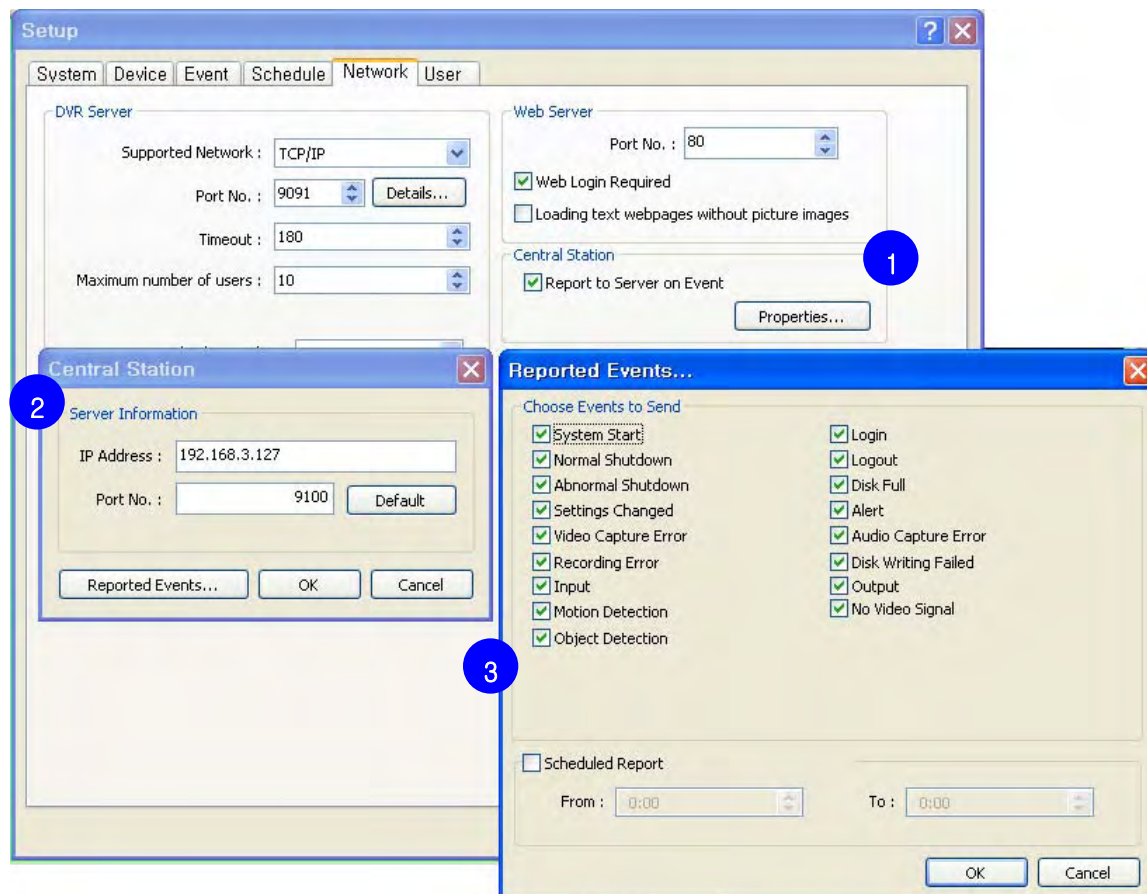 Setup
System Device Event Schedule Network User
DVR Server
Supported Network : TCP/IP
Port No. : 9091 Details...
Timeout : 180
Maximum number of users : 10
Web Server
Port No. : 80
Web Login Required
Loading text webpages without picture images
Central Station
Report to Server on Event
Properties...
1
2
Central Station
Server Information
IP Address : 192.168.3.127
Port No. : 9100 Default
Reported Events... OK Cancel
3
Reported Events...
Choose Events to Send
System Start
Normal Shutdown
Abnormal Shutdown
Settings Changed
Video Capture Error
Recording Error
Input
Motion Detection
Object Detection
Login
Logout
Disk Full
Alert
Audio Capture Error
Disk Writing Failed
Output
No Video Signal
Scheduled Report
From : 0:00 To : 0:00
OK Cancel